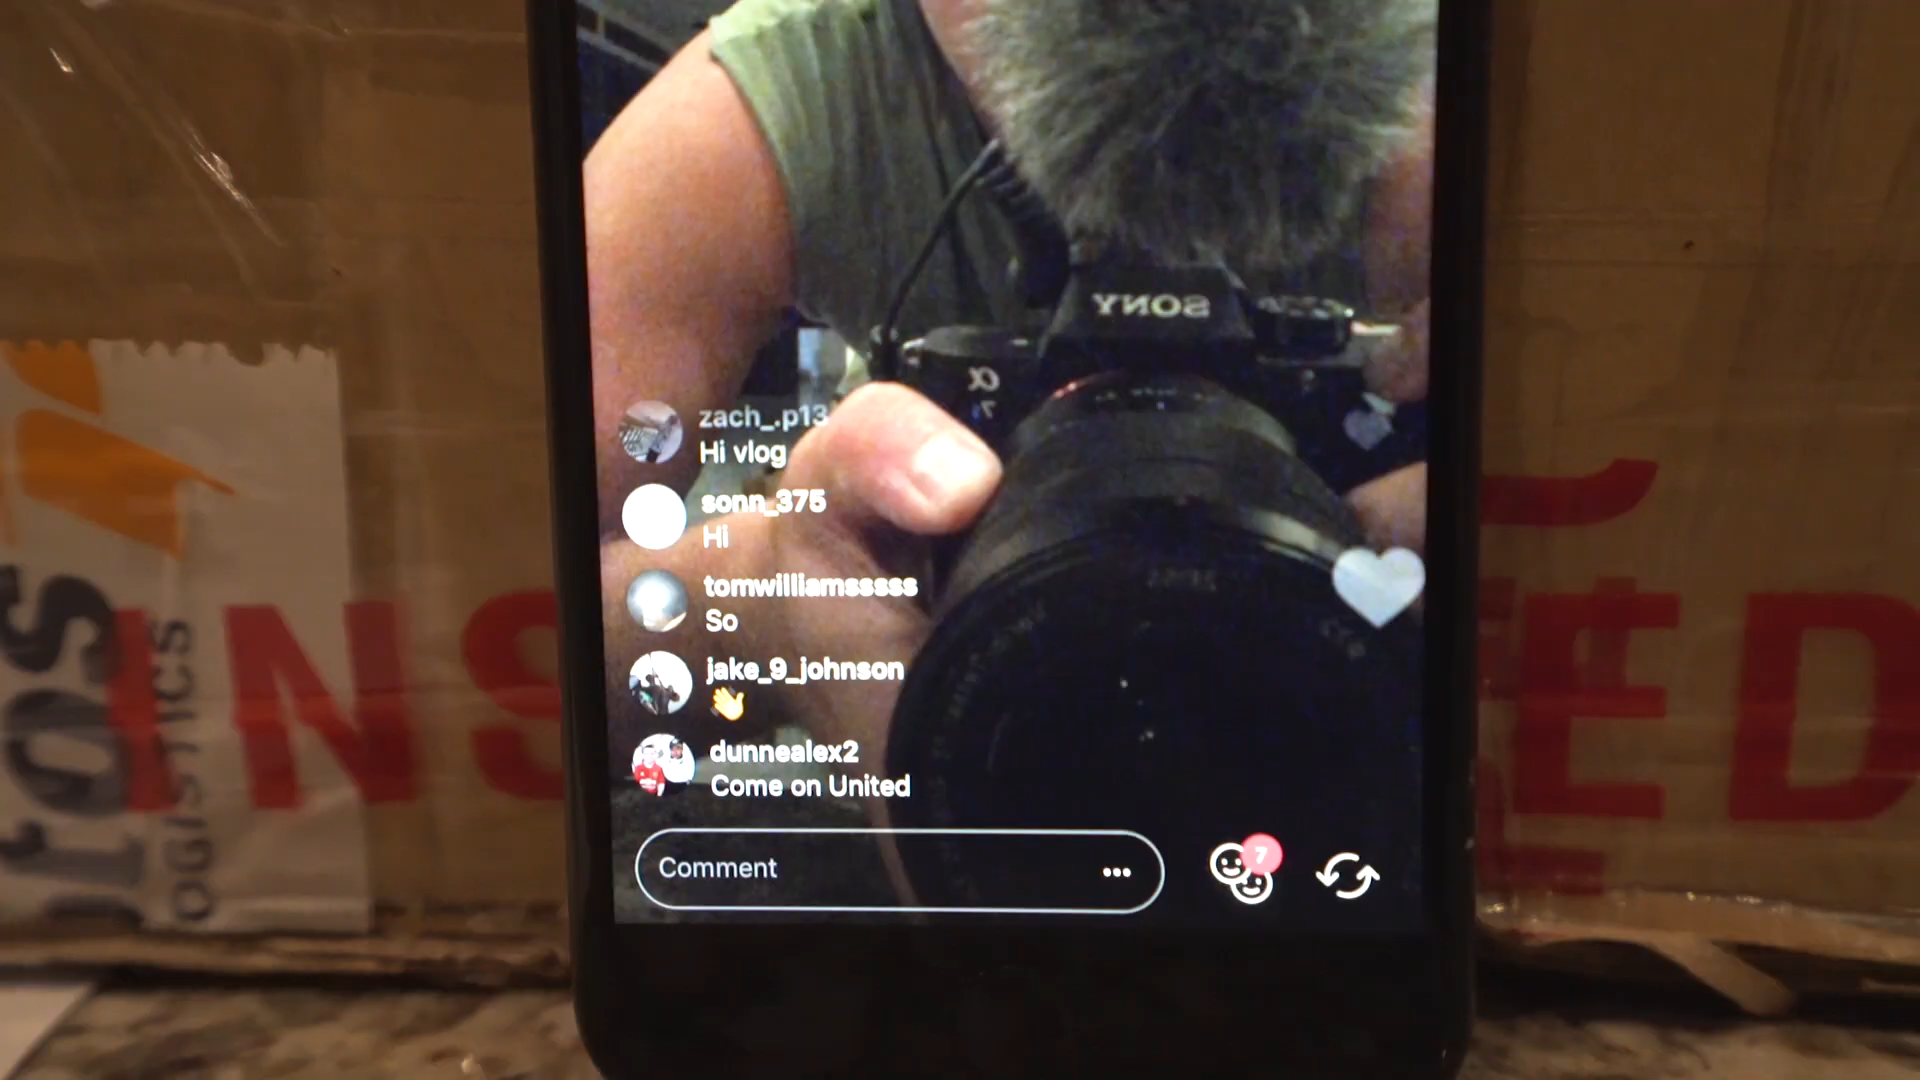 SONY
α
7
zach_.p13
Hi vlog
sonn_375
Hi
tomwilliamsssss
So
jake_9_johnson
👋
dunnealex2
Come on United
Comment
7
INS
ED
OGISTICS